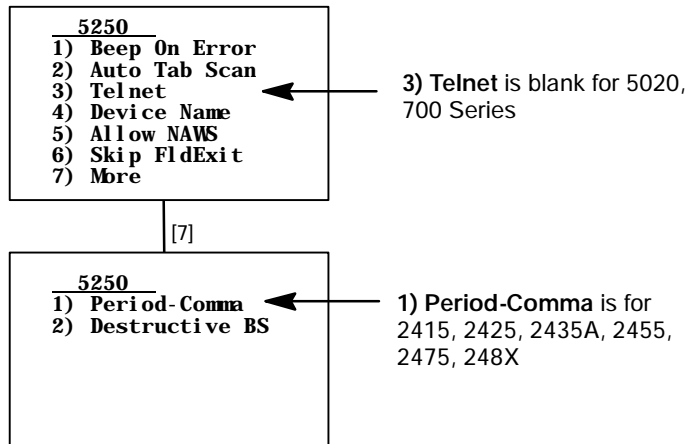 5250
1) Beep On Error
2) Auto Tab Scan
3) Telnet
4) Device Name
5) Allow NAWS
6) Skip FldExit
7) More
3) Telnet is blank for 5020,
700 Series
[7]
5250
1) Period-Comma
2) Destructive BS
1) Period-Comma is for
2415, 2425, 2435A, 2455,
2475, 248X